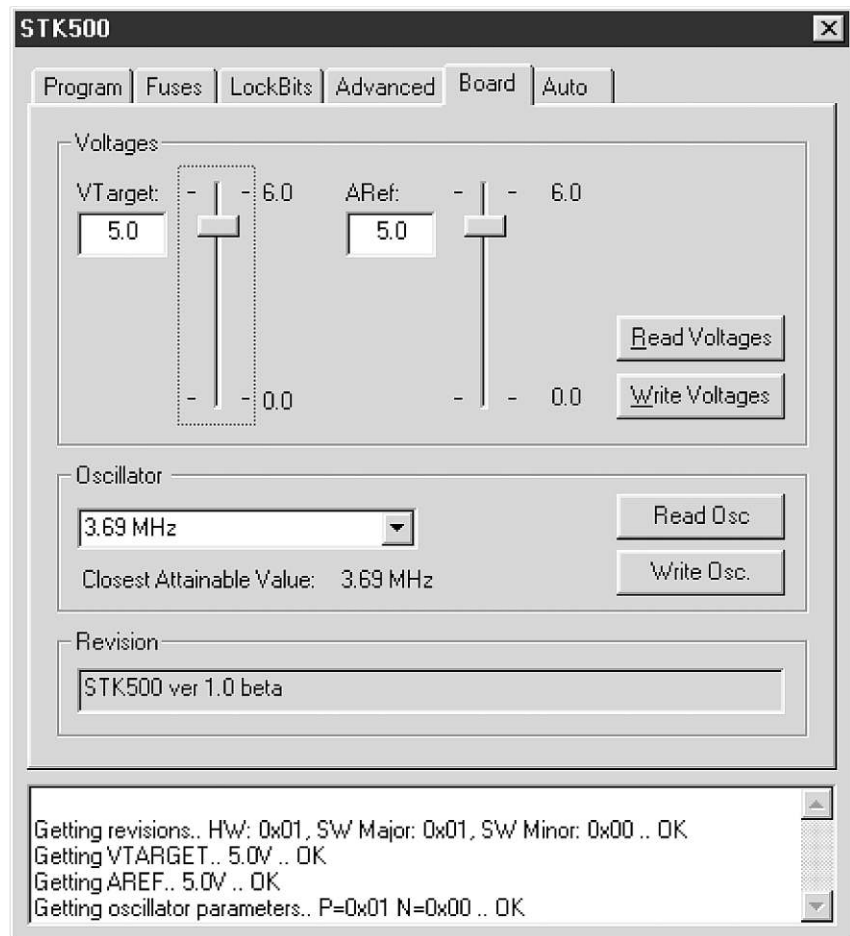 STK500
Program Fuses LockBits Advanced Board Auto
Voltages
VTarget: - - 6.0 ARef: - - 6.0
5.0 5.0
Read Voltages
- - 0.0 - - 0.0 Write Voltages
Oscillator
3.69 MHz Read Osc
Closest Attainable Value: 3.69 MHz Write Osc.
Revision
STK500 ver 1.0 beta
Getting revisions.. HW: 0x01, SW Major: 0x01, SW Minor: 0x00 .. OK
Getting VTARGET.. 5.0V .. OK
Getting AREF.. 5.0V .. OK
Getting oscillator parameters.. P=0x01 N=0x00 .. OK